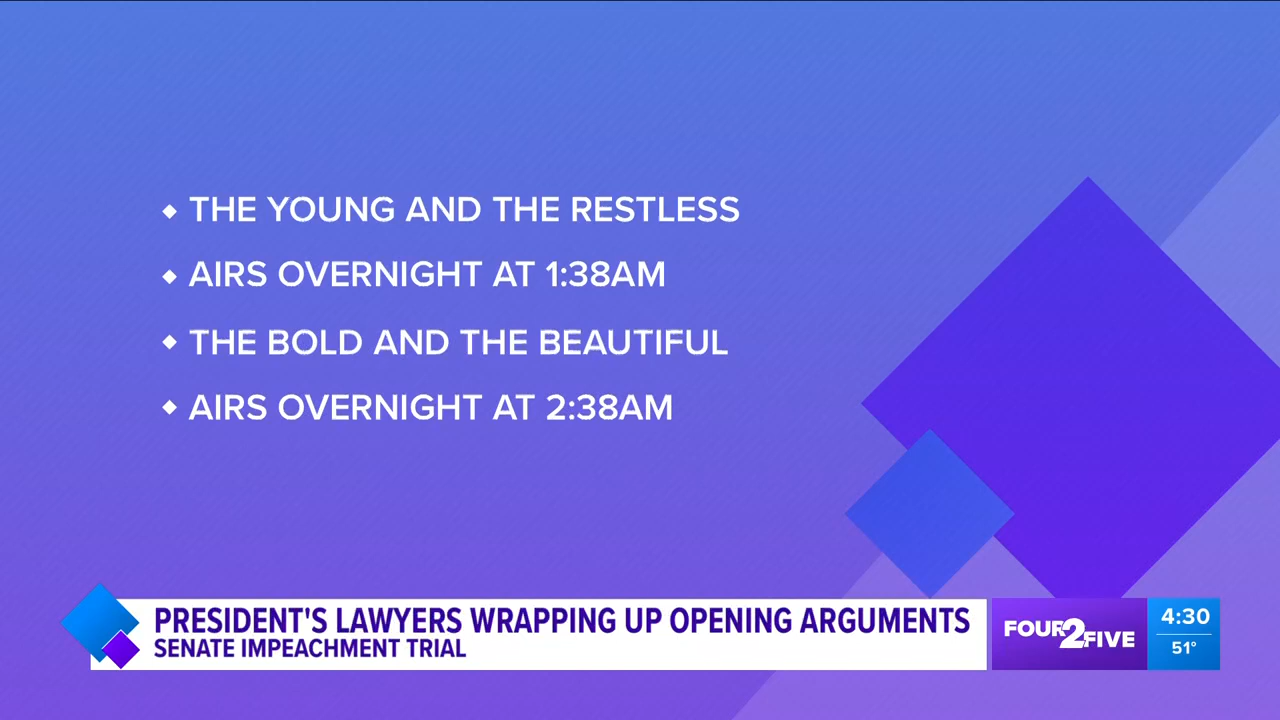 THE YOUNG AND THE RESTLESS
AIRS OVERNIGHT AT 1:38AM
THE BOLD AND THE BEAUTIFUL
AIRS OVERNIGHT AT 2:38AM
PRESIDENT'S LAWYERS WRAPPING UP OPENING ARGUMENTS
SENATE IMPEACHMENT TRIAL
FOUR2FIVE
4:30
51°